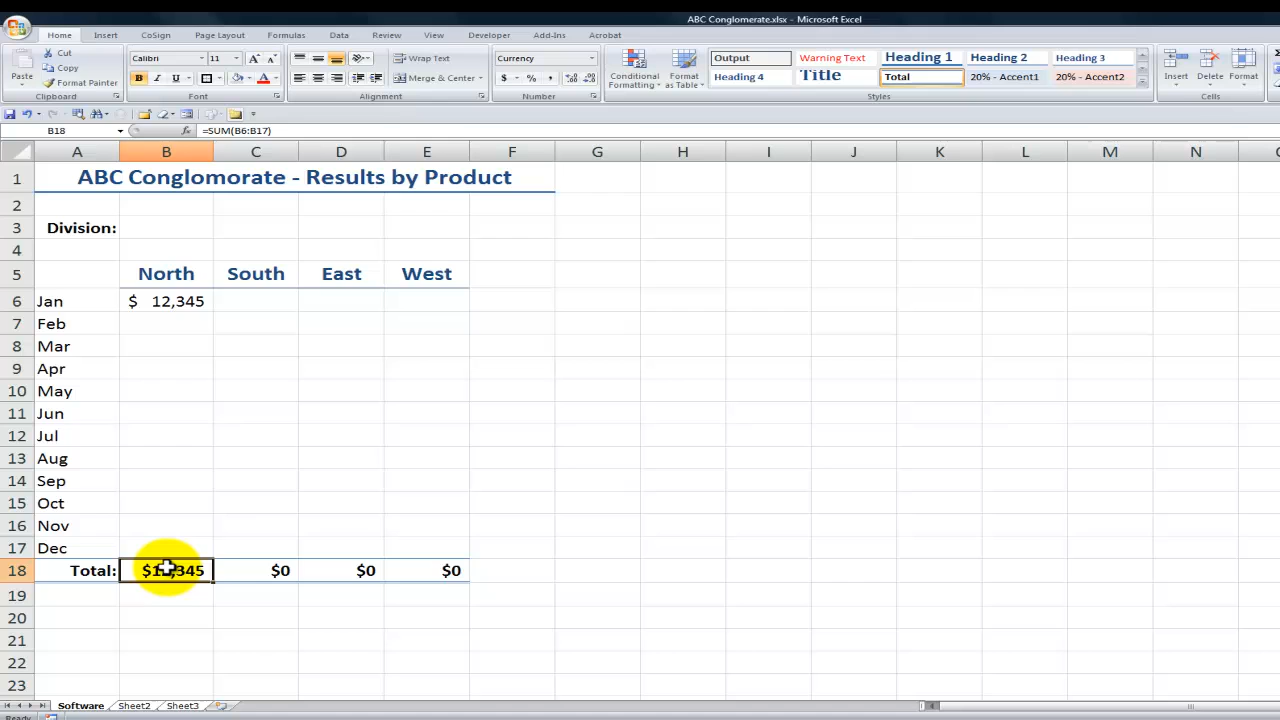 ABC Conglomerate.xlsx - Microsoft Excel
Home Insert CoSign Page Layout Formulas Data Review View Developer Add-Ins Acrobat
Cut Calibri 11 Wrap Text Currency Output Warning Text Heading 1 Heading 2 Heading 3
Copy
Paste Format Painter B I U A Merge & Center $ % , Conditional Formatting Format as Table Heading 4 Title Total 20% - Accent1 20% - Accent2 Insert Delete Format
Clipboard Font Alignment Number Styles Cells
B18 fx =SUM(B6:B17)
A B C D E F G H I J K L M N
1 ABC Conglomorate - Results by Product
2
3 Division:
4
5 North South East West
6 Jan $ 12,345
7 Feb
8 Mar
9 Apr
10 May
11 Jun
12 Jul
13 Aug
14 Sep
15 Oct
16 Nov
17 Dec
18 Total: $12,345 $0 $0 $0
19
20
21
22
23
Software Sheet2 Sheet3
Ready